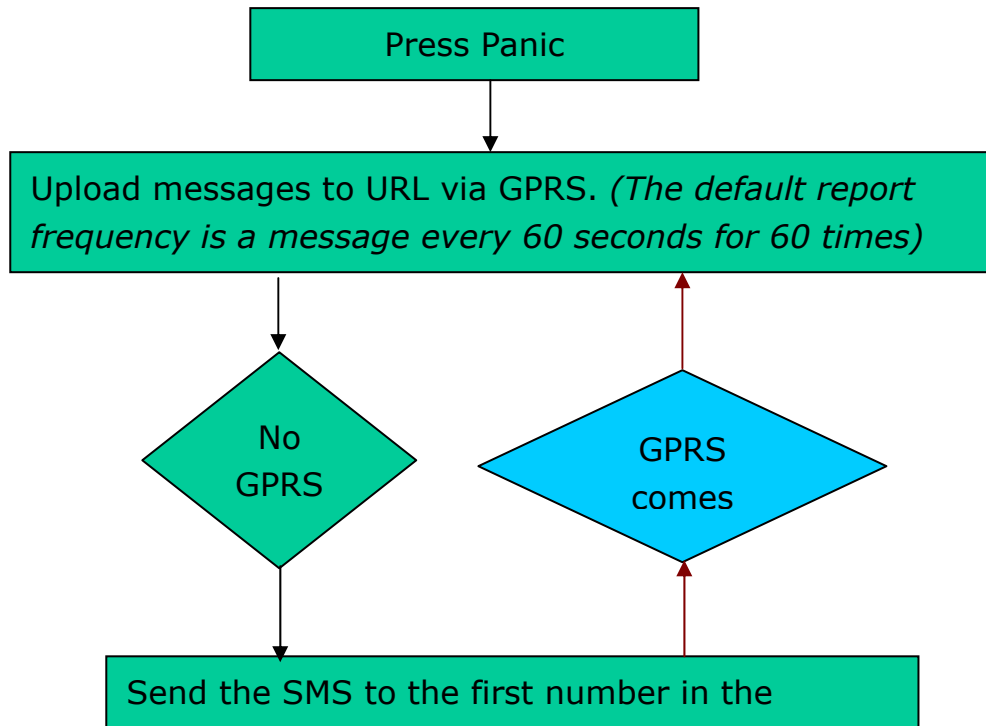 Press Panic
Upload messages to URL via GPRS. (The default report
frequency is a message every 60 seconds for 60 times)
No
GPRS
GPRS
comes
Send the SMS to the first number in the